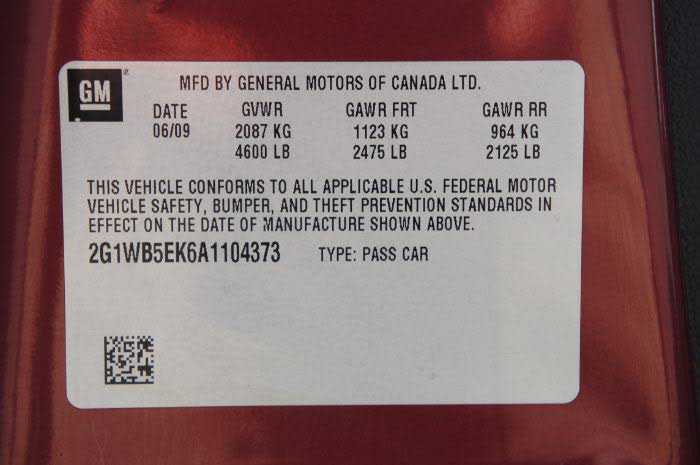 GM
MFD BY GENERAL MOTORS OF CANADA LTD.
DATE GVWR GAWR FRT GAWR RR
06/09 2087 KG 1123 KG 964 KG
4600 LB 2475 LB 2125 LB
THIS VEHICLE CONFORMS TO ALL APPLICABLE U.S. FEDERAL MOTOR
VEHICLE SAFETY, BUMPER, AND THEFT PREVENTION STANDARDS IN
EFFECT ON THE DATE OF MANUFACTURE SHOWN ABOVE.
2G1WB5EK6A1104373 TYPE: PASS CAR